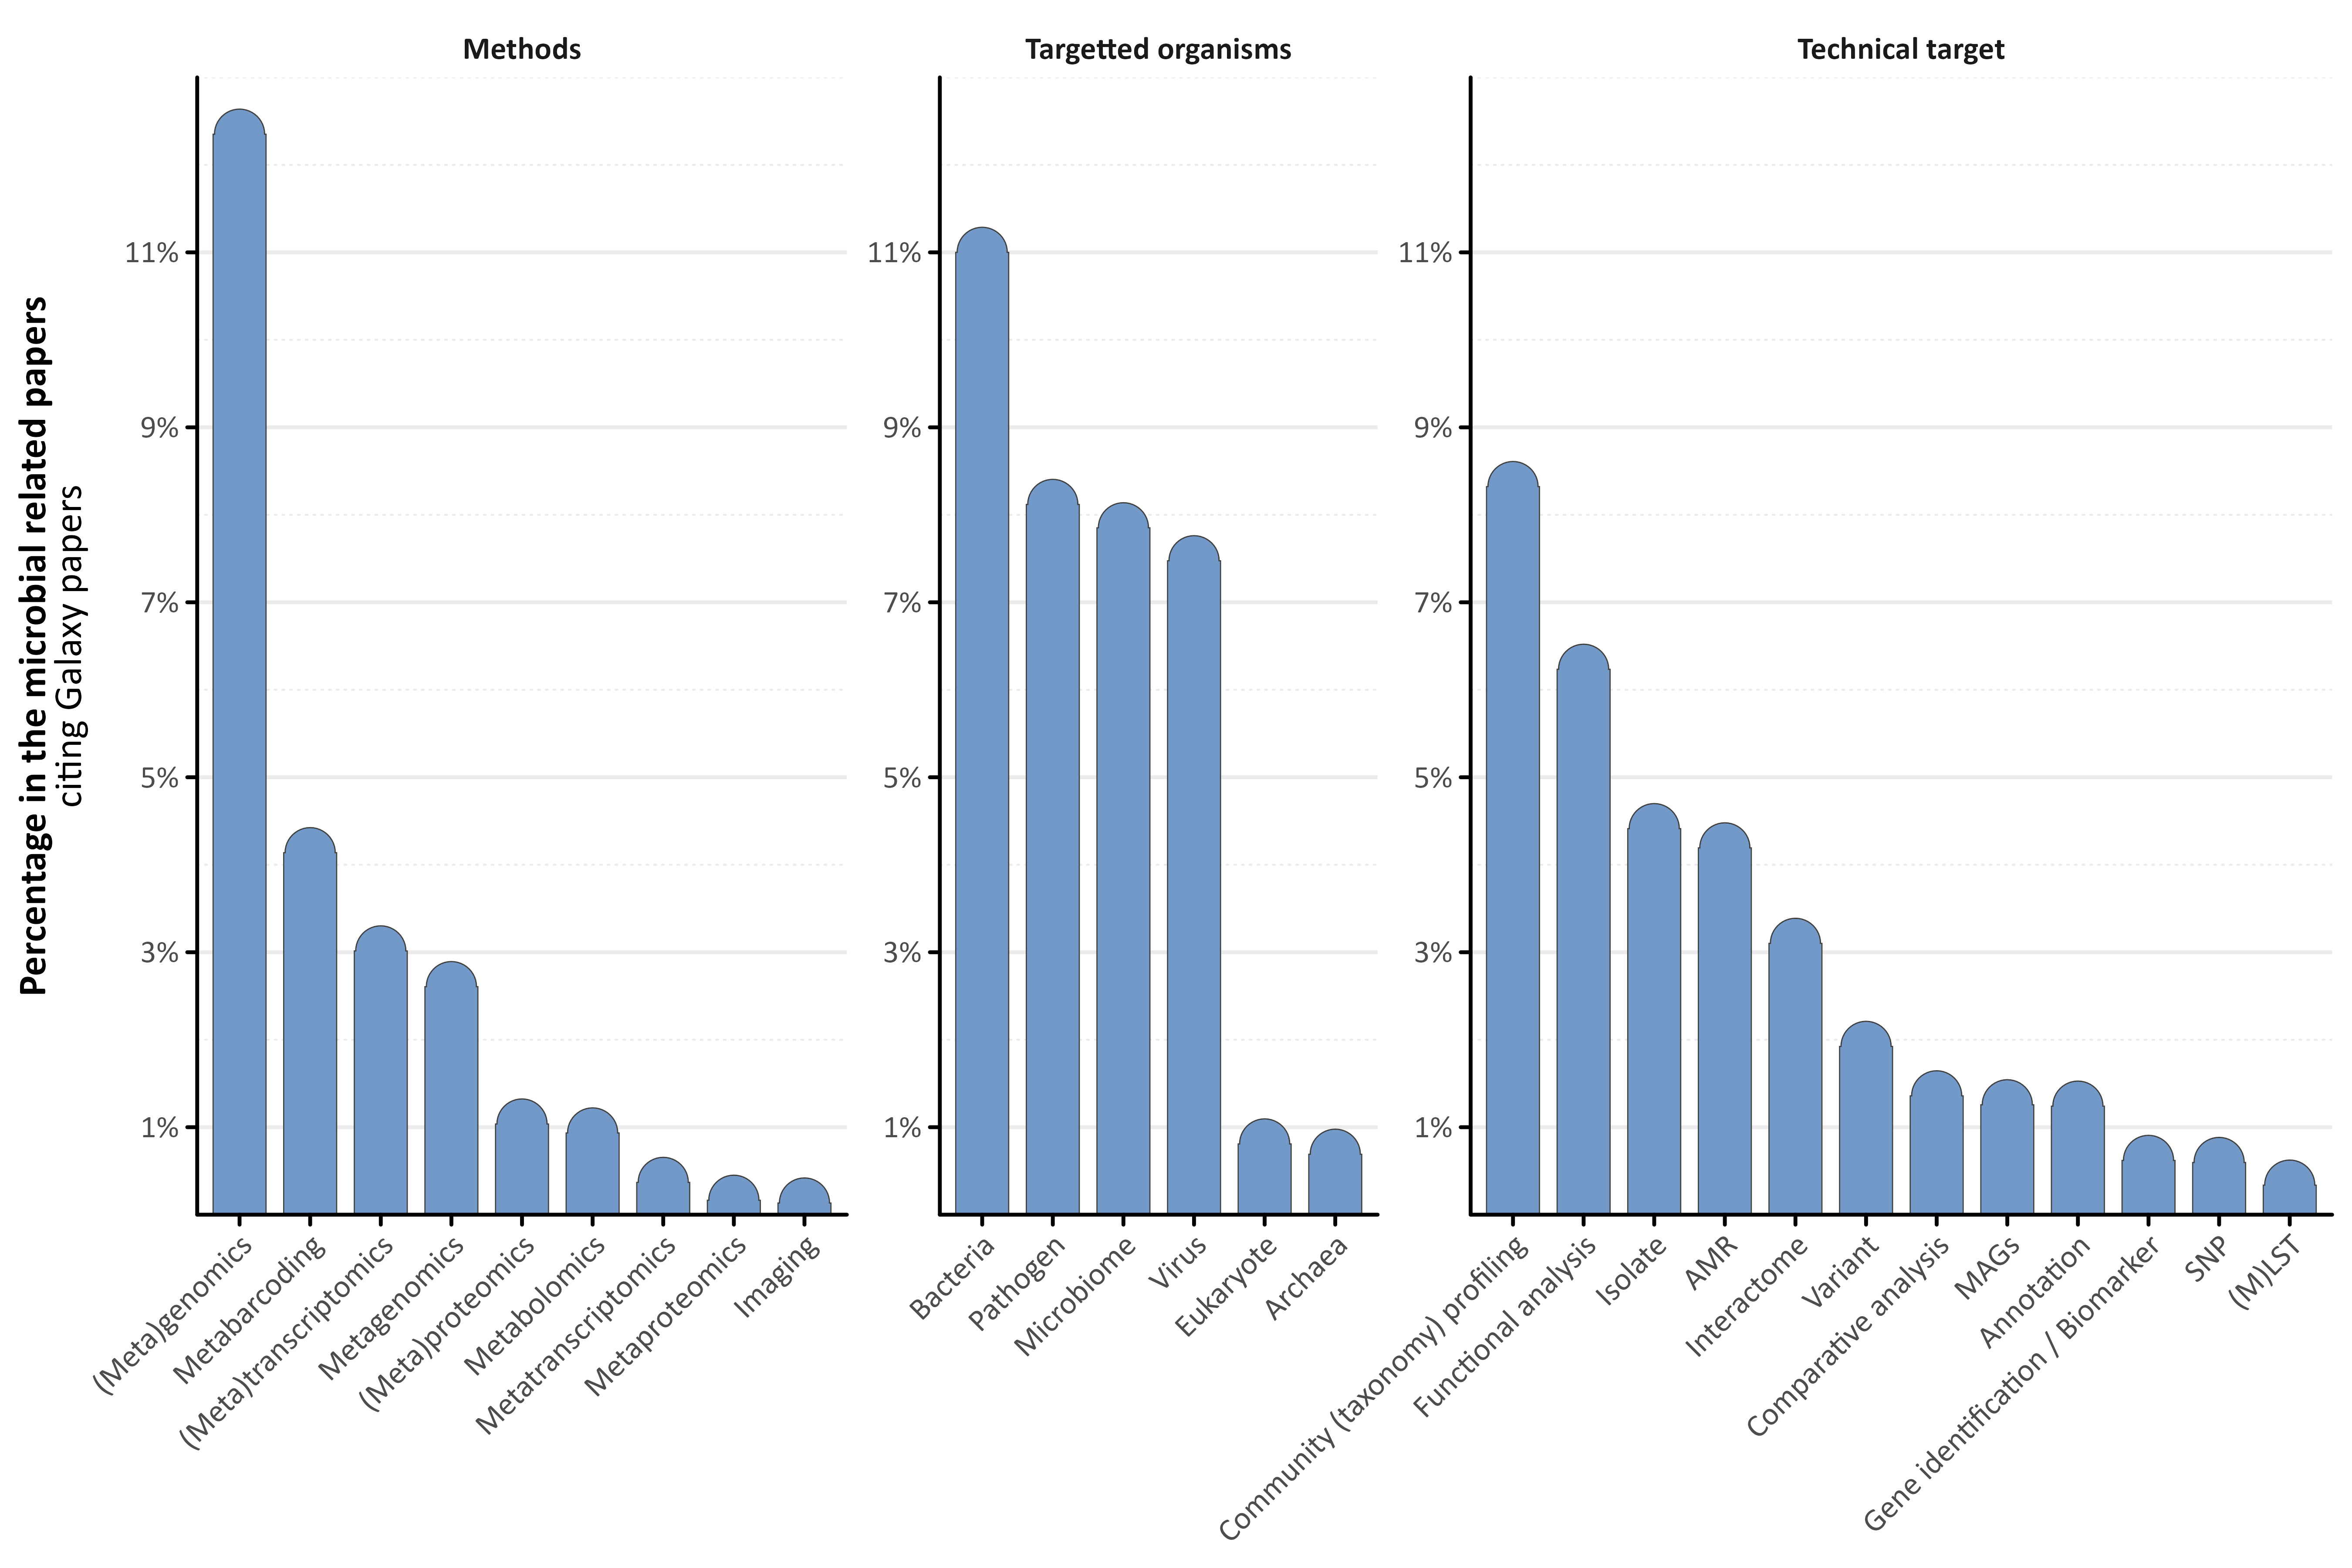 Methods
Targetted organisms
Technical target
Percentage in the microbial related papers
citing Galaxy papers
11%
9%
7%
5%
3%
1%
11%
9%
7%
5%
3%
1%
11%
9%
7%
5%
3%
1%
(Meta)genomics
Metabarcoding
(Meta)transcriptomics
Metagenomics
(Meta)proteomics
Metabolomics
Metatranscriptomics
Metaproteomics
Imaging
Bacteria
Pathogen
Microbiome
Virus
Eukaryote
Archaea
Community (taxonomy) profiling
Functional analysis
Isolate
AMR
Interactome
Variant
Comparative analysis
MAGs
Annotation
Gene identification / Biomarker
SNP
(M)LST